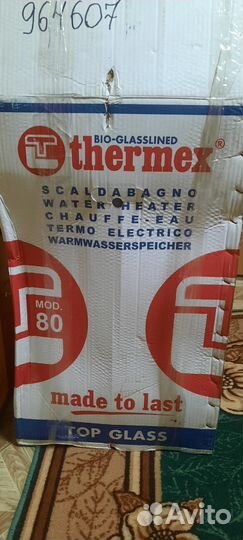 964607
BIO-GLASSLINED
thermex®
SCALDABAGNO
WATER HEATER
CHAUFFE-EAU
TERMO ELECTRICO
WARMWASSERSPEICHER
MOD.
80
made to last
TOP GLASS
Avito